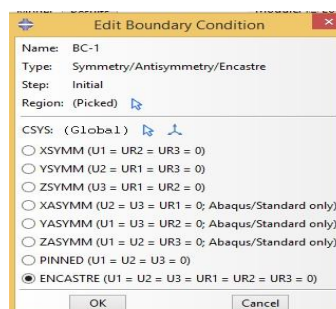 Edit Boundary Condition
Name: BC-1
Type: Symmetry/Antisymmetry/Encastre
Step: Initial
Region: (Picked)
CSYS: (Global)
XSYMM (U1 = UR2 = UR3 = 0)
YSYMM (U2 = UR1 = UR3 = 0)
ZSYMM (U3 = UR1 = UR2 = 0)
XASYMM (U2 = U3 = UR1 = 0; Abaqus/Standard only)
YASYMM (U1 = U3 = UR2 = 0; Abaqus/Standard only)
ZASYMM (U1 = U2 = UR3 = 0; Abaqus/Standard only)
PINNED (U1 = U2 = U3 = 0)
ENCASTRE (U1 = U2 = U3 = UR1 = UR2 = UR3 = 0)
OK Cancel